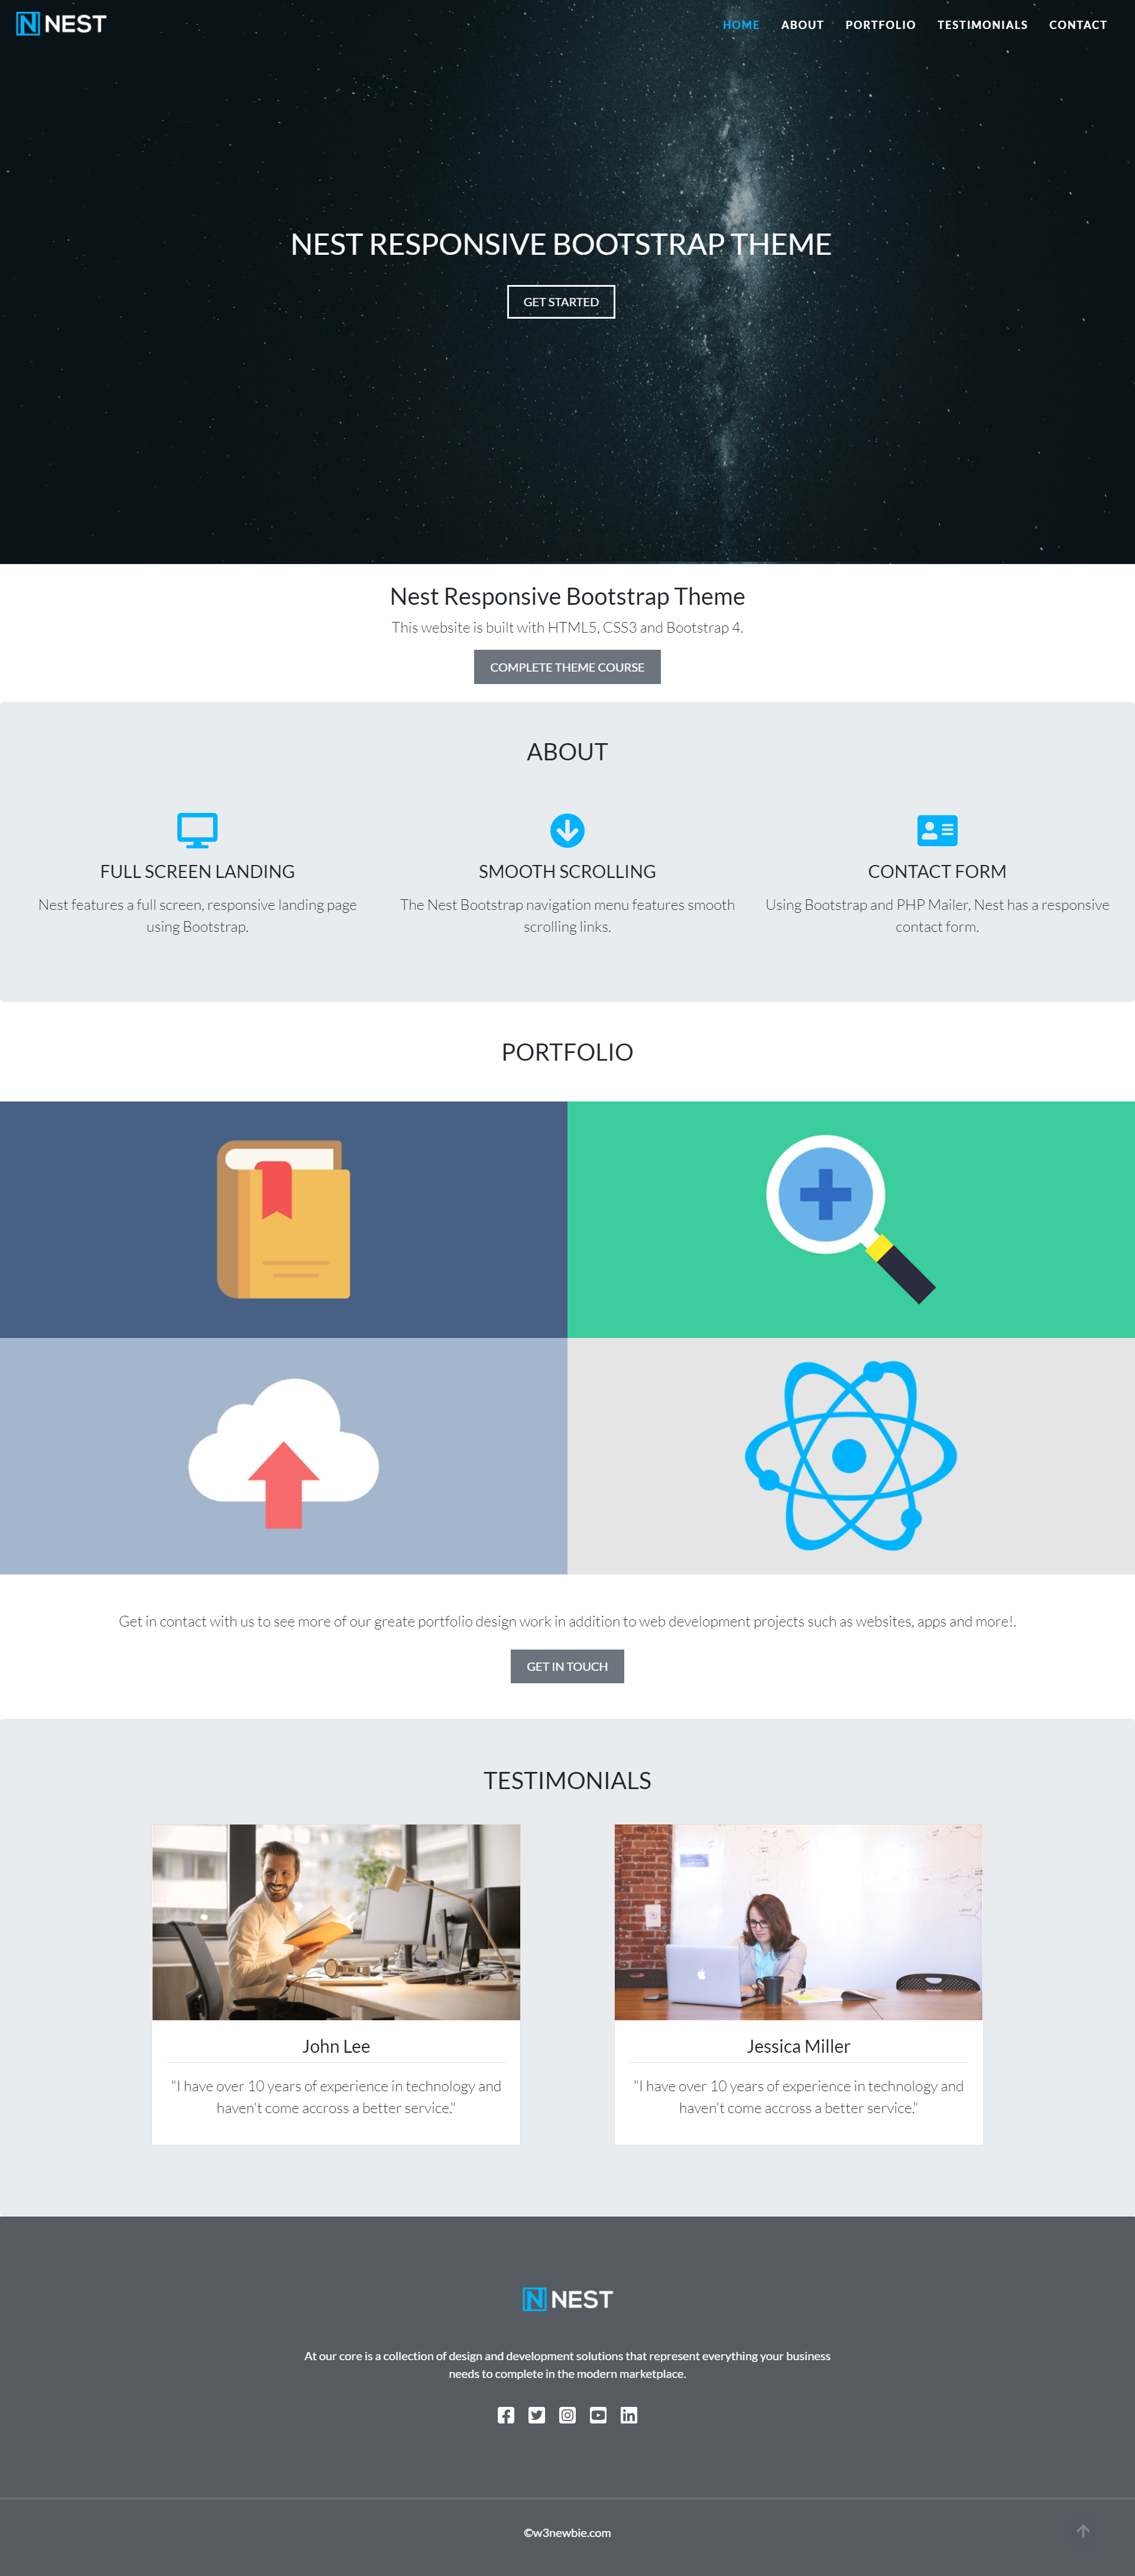 NEST
HOME ABOUT PORTFOLIO TESTIMONIALS CONTACT
NEST RESPONSIVE BOOTSTRAP THEME
GET STARTED
Nest Responsive Bootstrap Theme
This website is built with HTML5, CSS3 and Bootstrap 4.
COMPLETE THEME COURSE
ABOUT
FULL SCREEN LANDING
Nest features a full screen, responsive landing page
using Bootstrap.
SMOOTH SCROLLING
The Nest Bootstrap navigation menu features smooth
scrolling links.
CONTACT FORM
Using Bootstrap and PHP Mailer, Nest has a responsive
contact form.
PORTFOLIO
Get in contact with us to see more of our greate portfolio design work in addition to web development projects such as websites, apps and more!.
GET IN TOUCH
TESTIMONIALS
John Lee
"I have over 10 years of experience in technology and
haven't come accross a better service."
Jessica Miller
"I have over 10 years of experience in technology and
haven't come accross a better service."
NEST
At our core is a collection of design and development solutions that represent everything your business
needs to complete in the modern marketplace.
©w3newbie.com